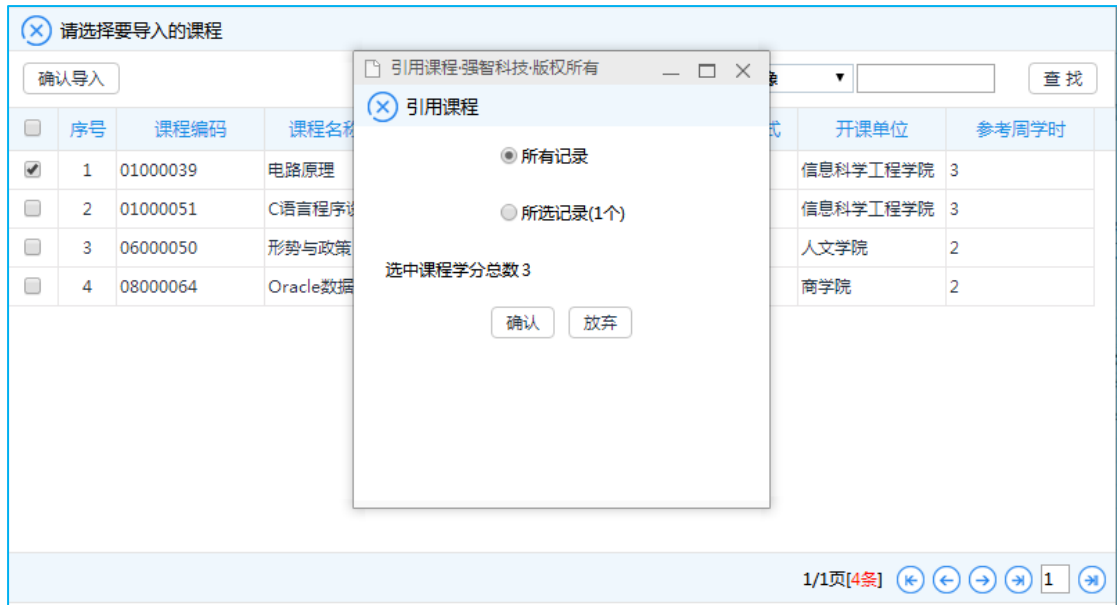 请选择要导入的课程
引用课程·强智科技·版权所有
确认导入
查 找
引用课程
序号 课程编码 课程名称 式 开课单位 参考周学时
所有记录
1 01000039 电路原理 信息科学工程学院 3
2 01000051 C语言程序设 信息科学工程学院 3
所选记录(1个)
3 06000050 形势与政策 人文学院 2
选中课程学分总数 3
4 08000064 Oracle数据 商学院 2
确认 放弃
1/1页[4条] 1